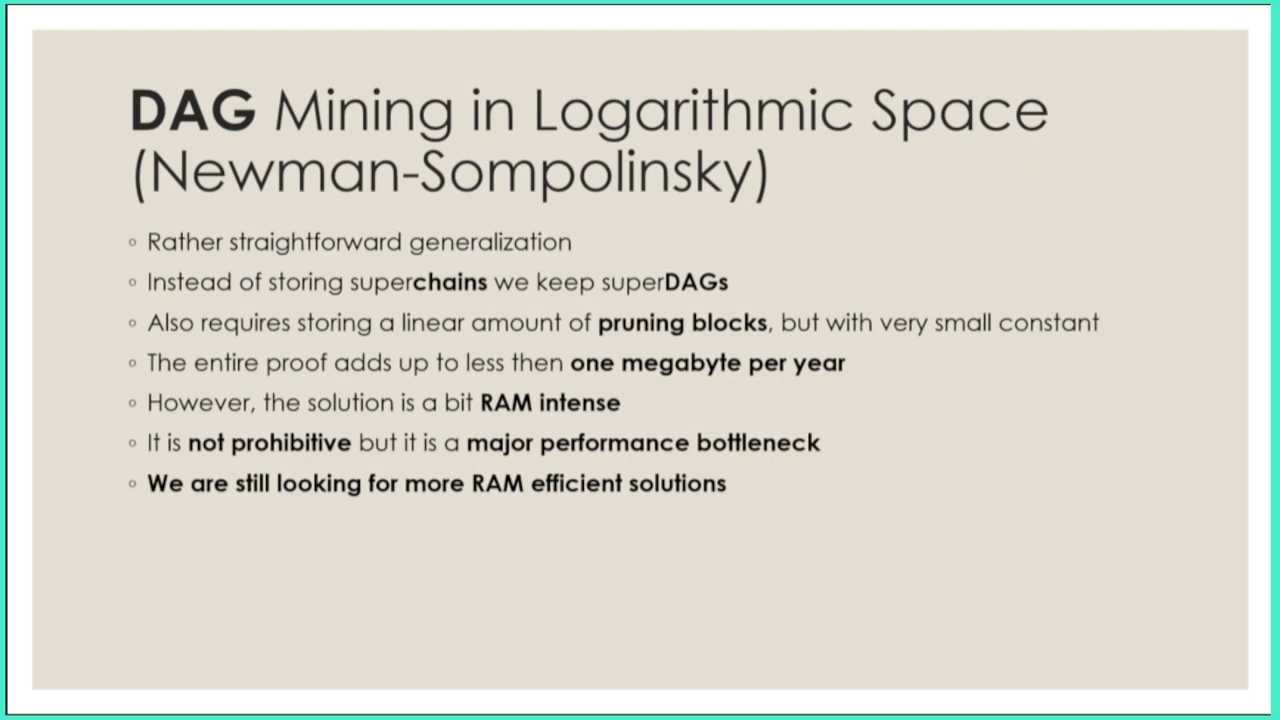 DAG Mining in Logarithmic Space
(Newman-Sompolinsky)
◦ Rather straightforward generalization
◦ Instead of storing superchains we keep superDAGs
◦ Also requires storing a linear amount of pruning blocks, but with very small constant
◦ The entire proof adds up to less then one megabyte per year
◦ However, the solution is a bit RAM intense
◦ It is not prohibitive but it is a major performance bottleneck
◦ We are still looking for more RAM efficient solutions